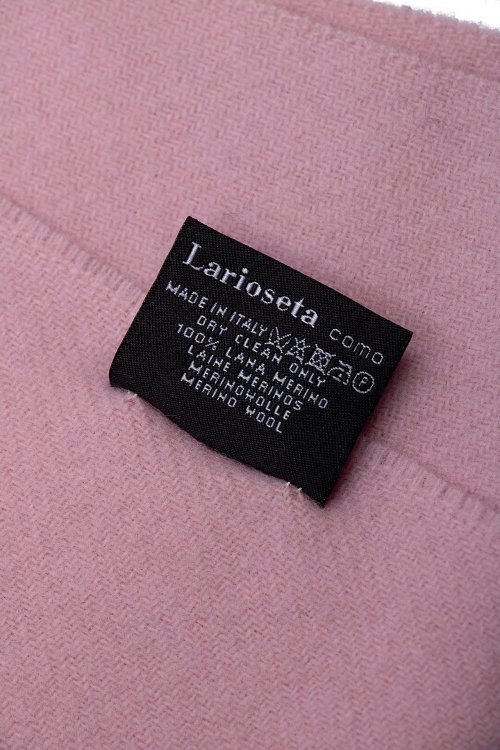 Larioseta como
MADE IN ITALY
DRY CLEAN ONLY
100% LANA MERINO
LAINE MERINOS
MERINOWOLLE
MERINO WOOL
P